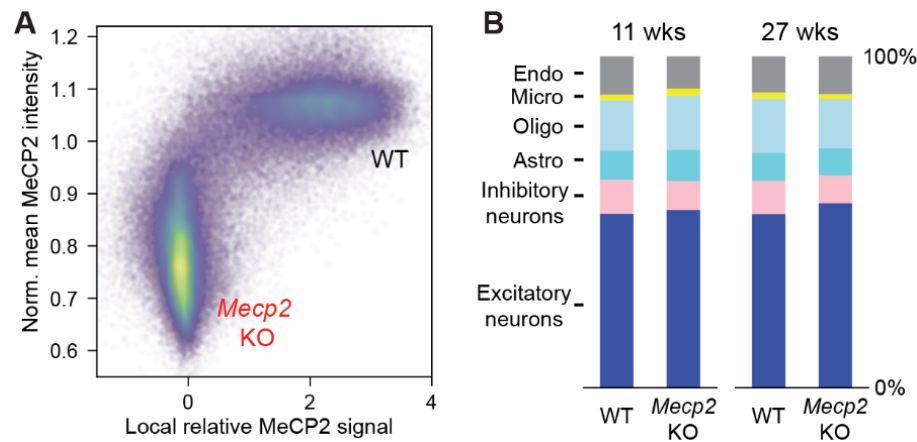 A
Norm. mean MeCP2 intensity
1.2
1.1
1.0
0.9
0.8
0.7
0.6
WT
Mecp2
KO
0
2
4
Local relative MeCP2 signal
B
11 wks
27 wks
Endo
Micro
Oligo
Astro
Inhibitory
neurons
Excitatory
neurons
100%
0%
WT
Mecp2
KO
WT
Mecp2
KO